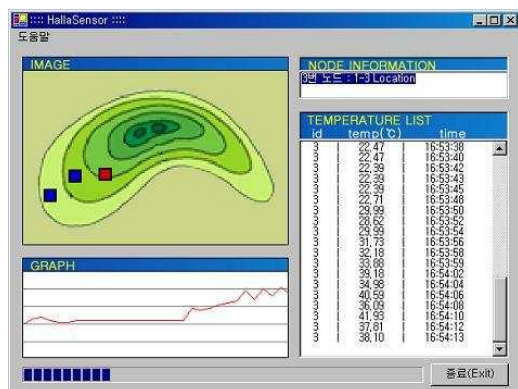 :::: HallaSensor ::::
도움말
IMAGE
NODE INFORMATION
3번 노드 : 1-3 Location
TEMPERATURE LIST
id temp(℃) time
3 | 22,47 | 16:53:38
3 | 22,47 | 16:53:40
3 | 22,39 | 16:53:42
3 | 22,39 | 16:53:43
3 | 22,39 | 16:53:45
3 | 22,71 | 16:53:48
3 | 29,99 | 16:53:50
3 | 28,62 | 16:53:52
3 | 29,99 | 16:53:54
3 | 31,73 | 16:53:56
3 | 32,18 | 16:53:58
3 | 33,88 | 16:53:59
3 | 39,18 | 16:54:02
3 | 34,98 | 16:54:04
3 | 40,59 | 16:54:06
3 | 36,09 | 16:54:08
3 | 41,93 | 16:54:10
3 | 37,81 | 16:54:12
3 | 38,10 | 16:54:13
GRAPH
종료(Exit)